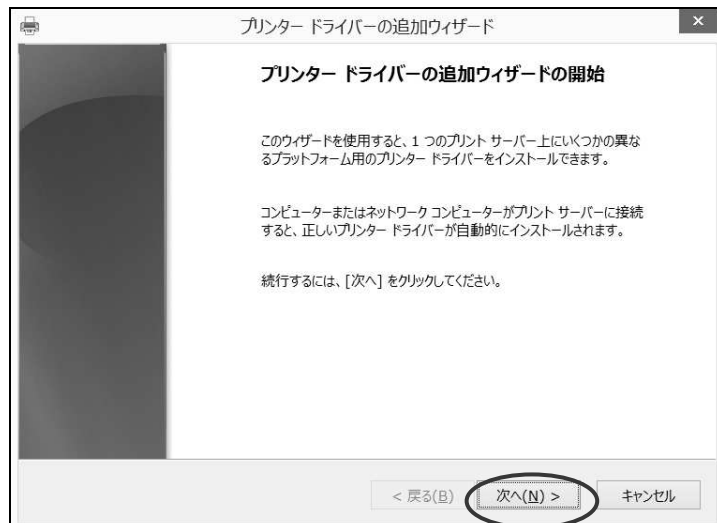 プリンター ドライバーの追加ウィザード
プリンター ドライバーの追加ウィザードの開始
このウィザードを使用すると、1 つのプリント サーバー上にいくつかの異な
るプラットフォーム用のプリンター ドライバーをインストールできます。
コンピューターまたはネットワーク コンピューターがプリント サーバーに接続
すると、正しいプリンター ドライバーが自動的にインストールされます。
続行するには、[次へ] をクリックしてください。
< 戻る(B) 次へ(N) > キャンセル